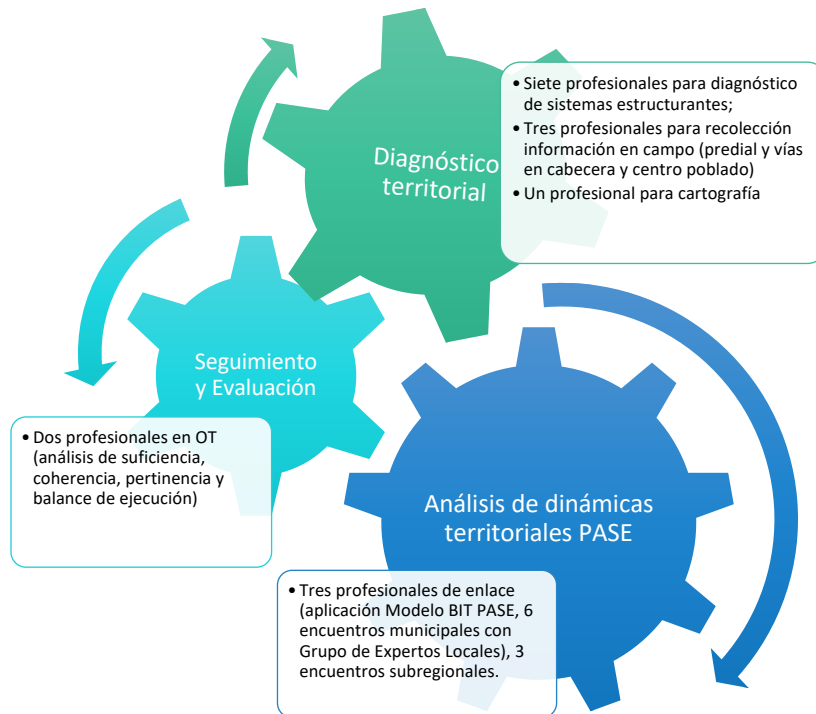 Diagnóstico
territorial
• Siete profesionales para diagnóstico
de sistemas estructurantes;
• Tres profesionales para recolección
información en campo (predial y vías
en cabecera y centro poblado)
• Un profesional para cartografía
Seguimiento
y Evaluación
• Dos profesionales en OT
(análisis de suficiencia,
coherencia, pertinencia y
balance de ejecución)
Análisis de dinámicas
territoriales PASE
• Tres profesionales de enlace
(aplicación Modelo BIT PASE, 6
encuentros municipales con
Grupo de Expertos Locales), 3
encuentros subregionales.